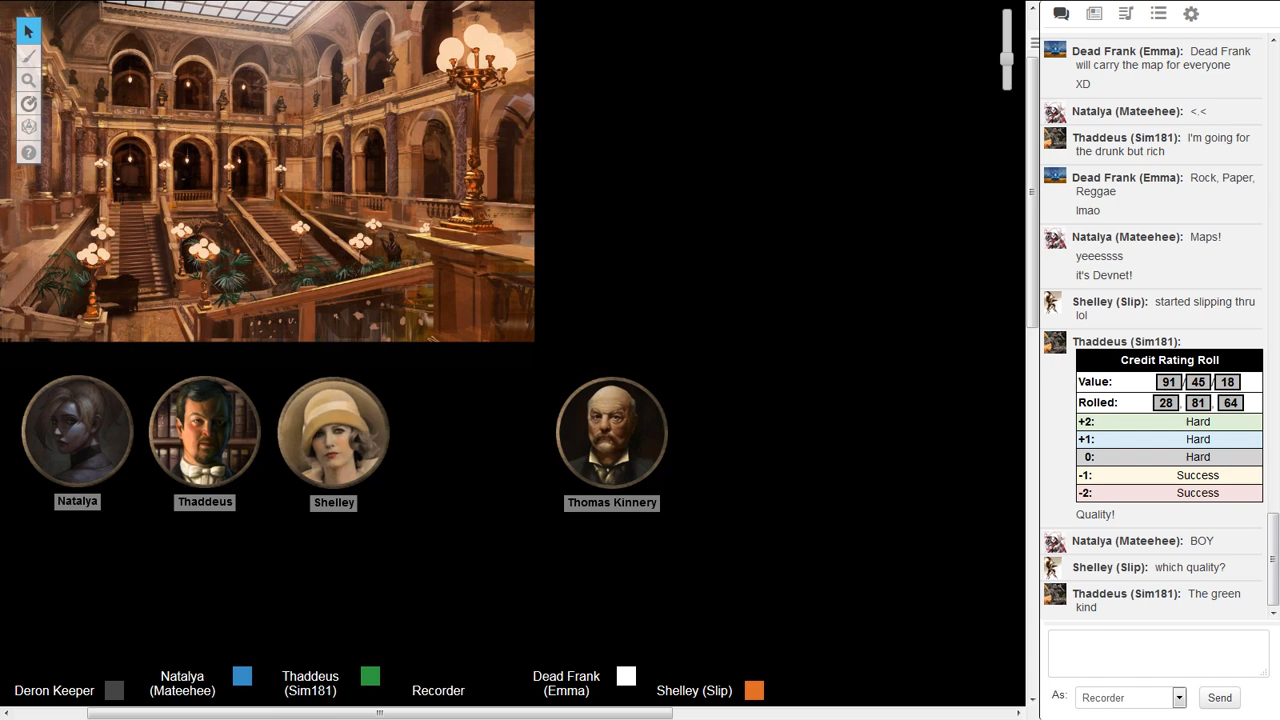 Dead Frank (Emma): Dead Frank
will carry the map for everyone
XD
Natalya (Mateehee): <.<
Thaddeus (Sim181): I'm going for
the drunk but rich
Dead Frank (Emma): Rock, Paper,
Reggae
lmao
Natalya (Mateehee): Maps!
yeeeessss
it's Devnet!
Shelley (Slip): started slipping thru
lol
Thaddeus (Sim181):
Credit Rating Roll
Value: 91/45/18
Rolled: 28, 81, 64
+2: Hard
+1: Hard
0: Hard
-1: Success
-2: Success
Quality!
Natalya (Mateehee): BOY
Shelley (Slip): which quality?
Thaddeus (Sim181): The green
kind
As: Recorder Send
Natalya Thaddeus Shelley Thomas Kinnery
Deron Keeper
Natalya
(Mateehee)
Thaddeus
(Sim181)
Recorder
Dead Frank
(Emma)
Shelley (Slip)